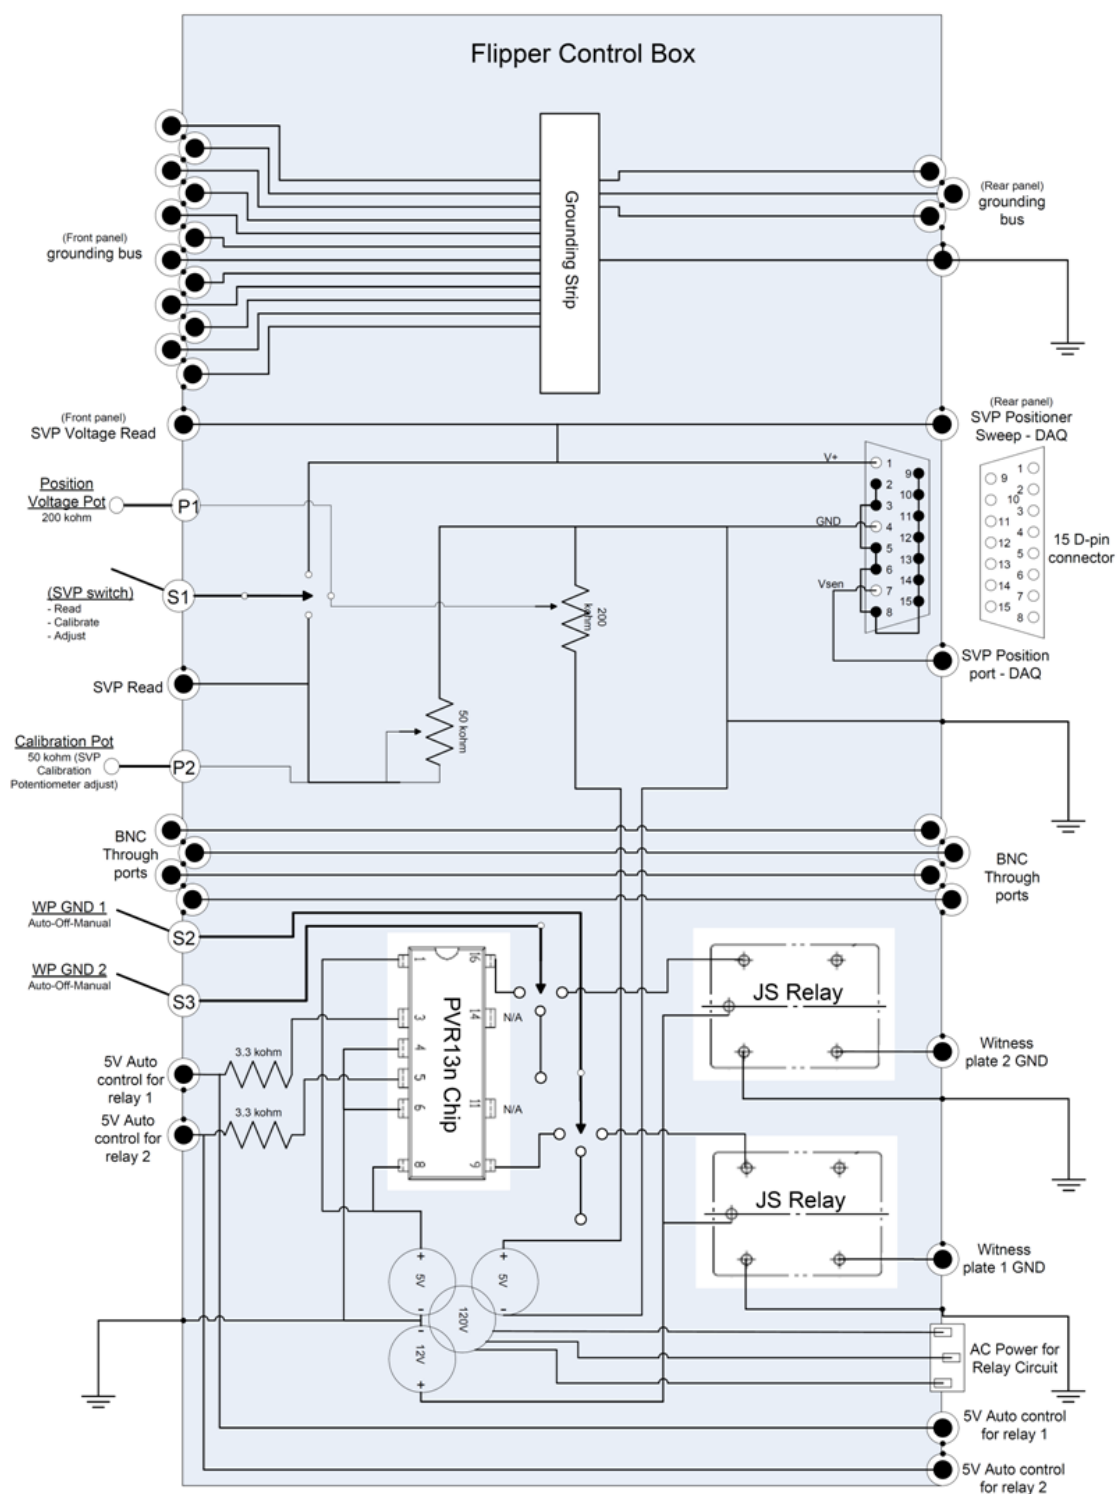 Flipper Control Box
(Front panel)
grounding bus
Grounding Strip
(Rear panel)
grounding
bus
(Front panel)
SVP Voltage Read
(Rear panel)
SVP Positioner
Sweep - DAQ
Position
Voltage Pot
200 kohm
P1
V+
GND
Vsen
1
2
3
4
5
6
7
8
9
10
11
12
13
14
15
1
2
3
4
5
6
7
8
9
10
11
12
13
14
15
15 D-pin
connector
(SVP switch)
- Read
- Calibrate
- Adjust
S1
200
kohm
SVP Position
port - DAQ
SVP Read
50 kohm
Calibration Pot
50 kohm (SVP
Calibration
Potentiometer adjust)
P2
BNC
Through
ports
BNC
Through
ports
WP GND 1
Auto-Off-Manual
S2
WP GND 2
Auto-Off-Manual
S3
1
3
4
5
6
8
16
14
11
9
PVR13n Chip
N/A
N/A
JS Relay
Witness
plate 2 GND
5V Auto
control for
relay 1
3.3 kohm
5V Auto
control for
relay 2
3.3 kohm
JS Relay
Witness
plate 1 GND
+
5V
-
+
5V
-
120V
-
12V
+
AC Power for
Relay Circuit
5V Auto control
for relay 1
5V Auto control
for relay 2